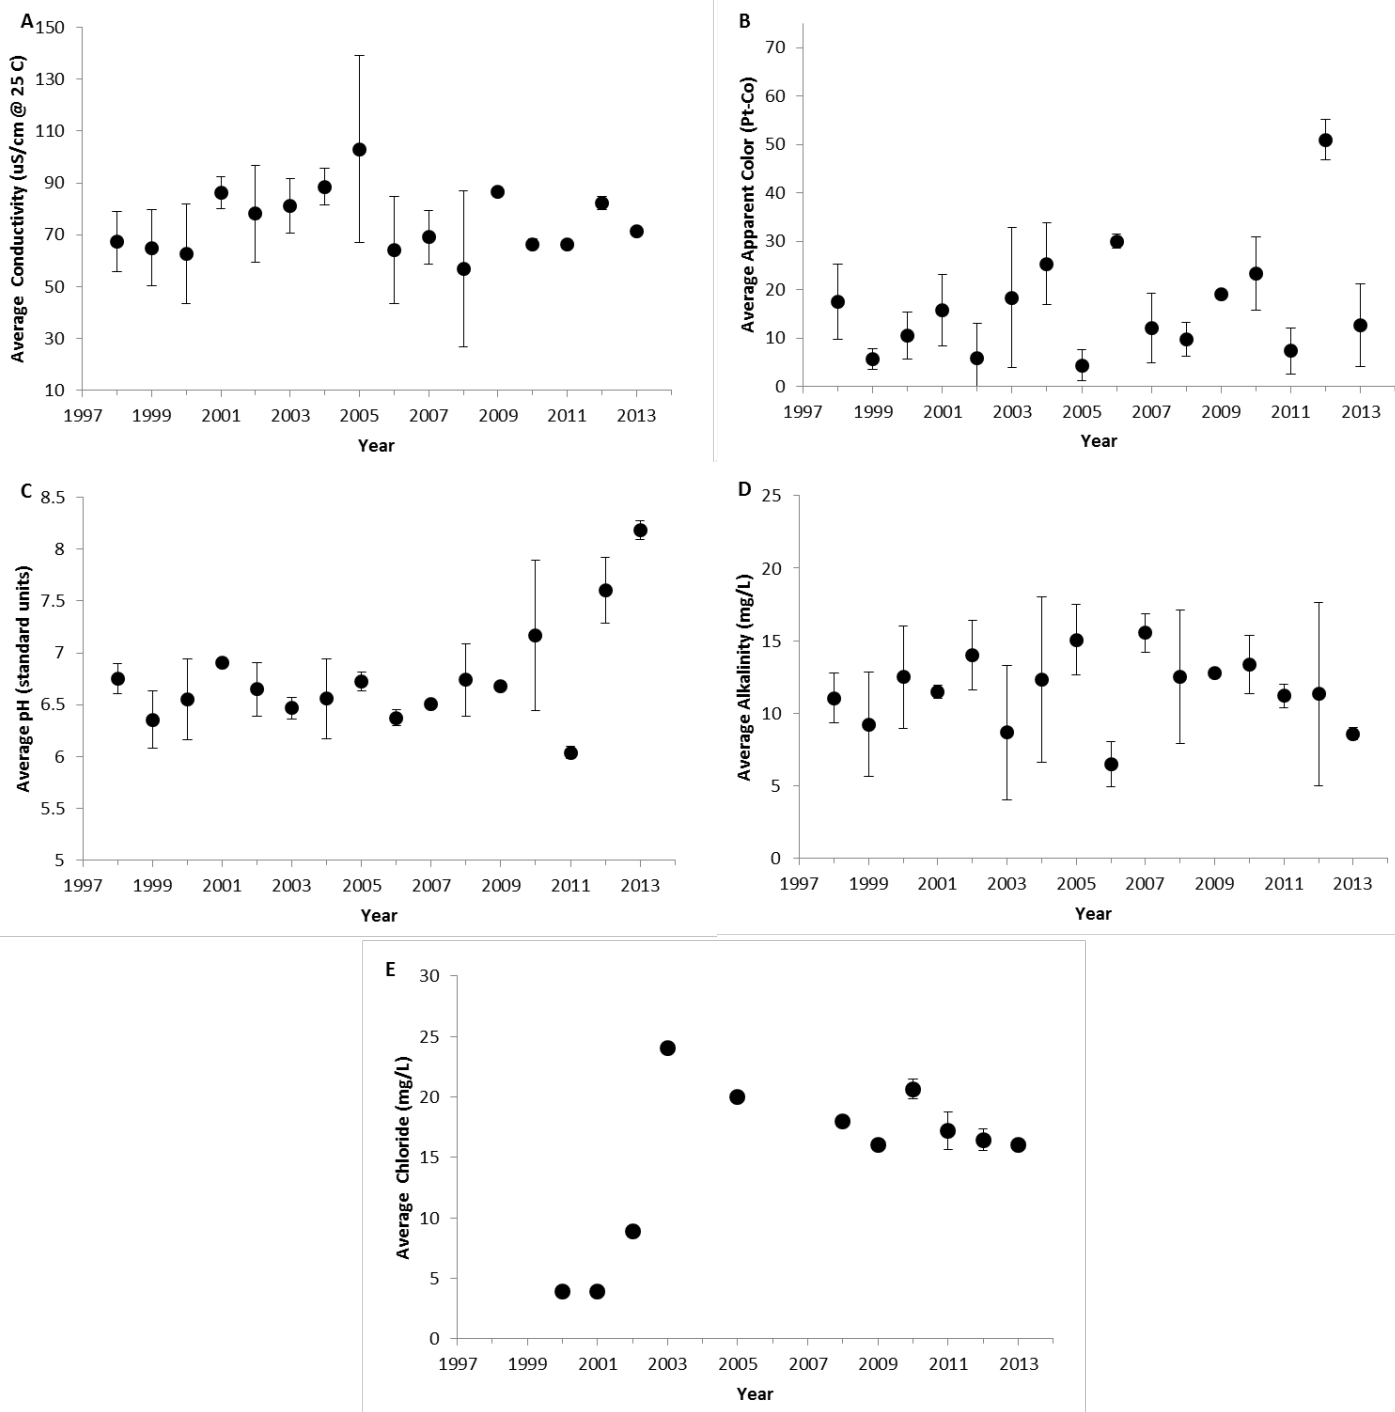 A
150
130
110
90
70
50
30
10
Average Conductivity (uS/cm @ 25 C)
1997 1999 2001 2003 2005 2007 2009 2011 2013
Year
B
70
60
50
40
30
20
10
0
Average Apparent Color (Pt-Co)
1997 1999 2001 2003 2005 2007 2009 2011 2013
Year
C
8.5
8
7.5
7
6.5
6
5.5
5
Average pH (standard units)
1997 1999 2001 2003 2005 2007 2009 2011 2013
Year
D
25
20
15
10
5
0
Average Alkalinity (mg/L)
1997 1999 2001 2003 2005 2007 2009 2011 2013
Year
E
30
25
20
15
10
5
0
Average Chloride (mg/L)
1997 1999 2001 2003 2005 2007 2009 2011 2013
Year